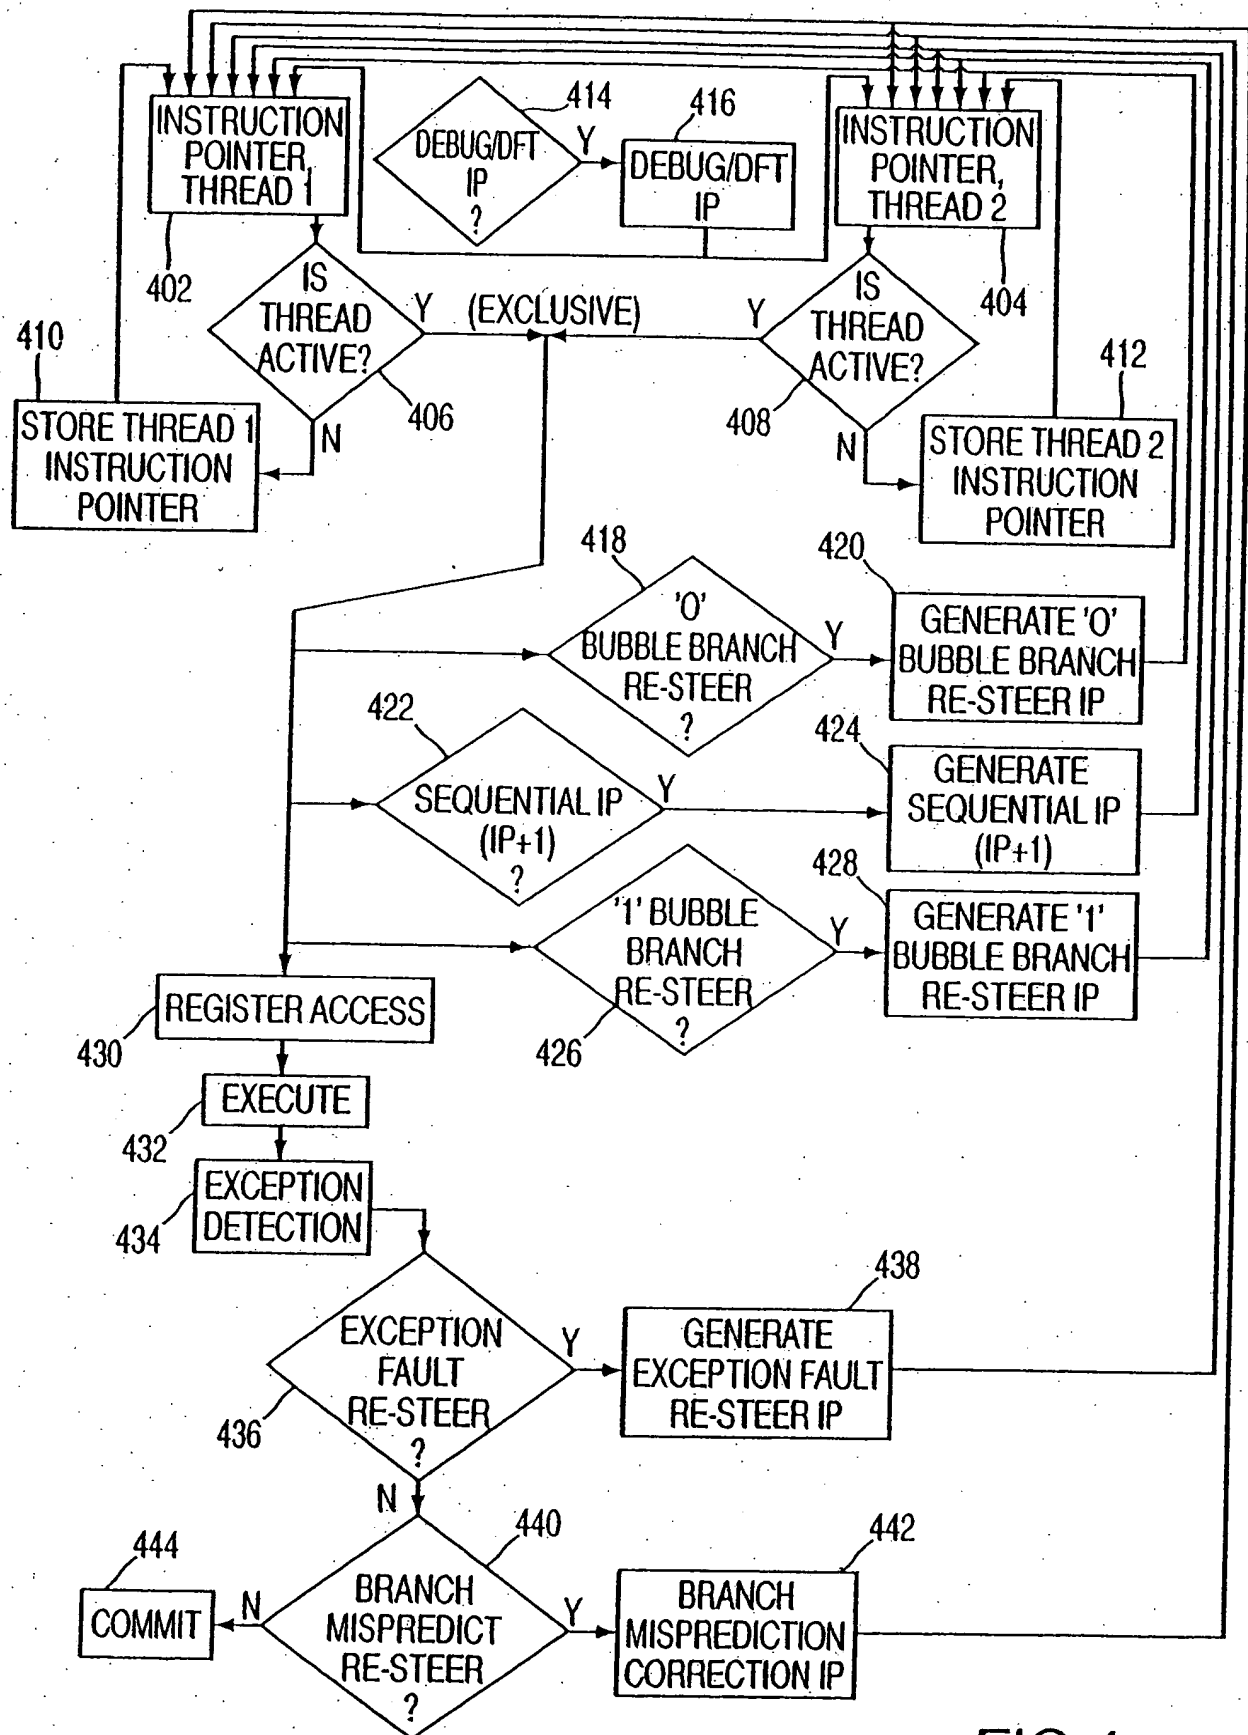 INSTRUCTION
POINTER,
THREAD 1
402
414
DEBUG/DFT
IP
?
Y
416
DEBUG/DFT
IP
INSTRUCTION
POINTER,
THREAD 2
404
IS
THREAD
ACTIVE?
Y
(EXCLUSIVE)
406
N
410
STORE THREAD 1
INSTRUCTION
POINTER
IS
THREAD
ACTIVE?
Y
408
N
412
STORE THREAD 2
INSTRUCTION
POINTER
418
'0'
BUBBLE BRANCH
RE-STEER
?
Y
420
GENERATE '0'
BUBBLE BRANCH
RE-STEER IP
422
SEQUENTIAL IP
(IP+1)
?
Y
424
GENERATE
SEQUENTIAL IP
(IP+1)
'1' BUBBLE
BRANCH
RE-STEER
?
426
Y
428
GENERATE '1'
BUBBLE BRANCH
RE-STEER IP
REGISTER ACCESS
430
EXECUTE
432
EXCEPTION
DETECTION
434
EXCEPTION
FAULT
RE-STEER
?
436
Y
438
GENERATE
EXCEPTION FAULT
RE-STEER IP
N
440
BRANCH
MISPREDICT
RE-STEER
?
Y
442
BRANCH
MISPREDICTION
CORRECTION IP
N
444
COMMIT